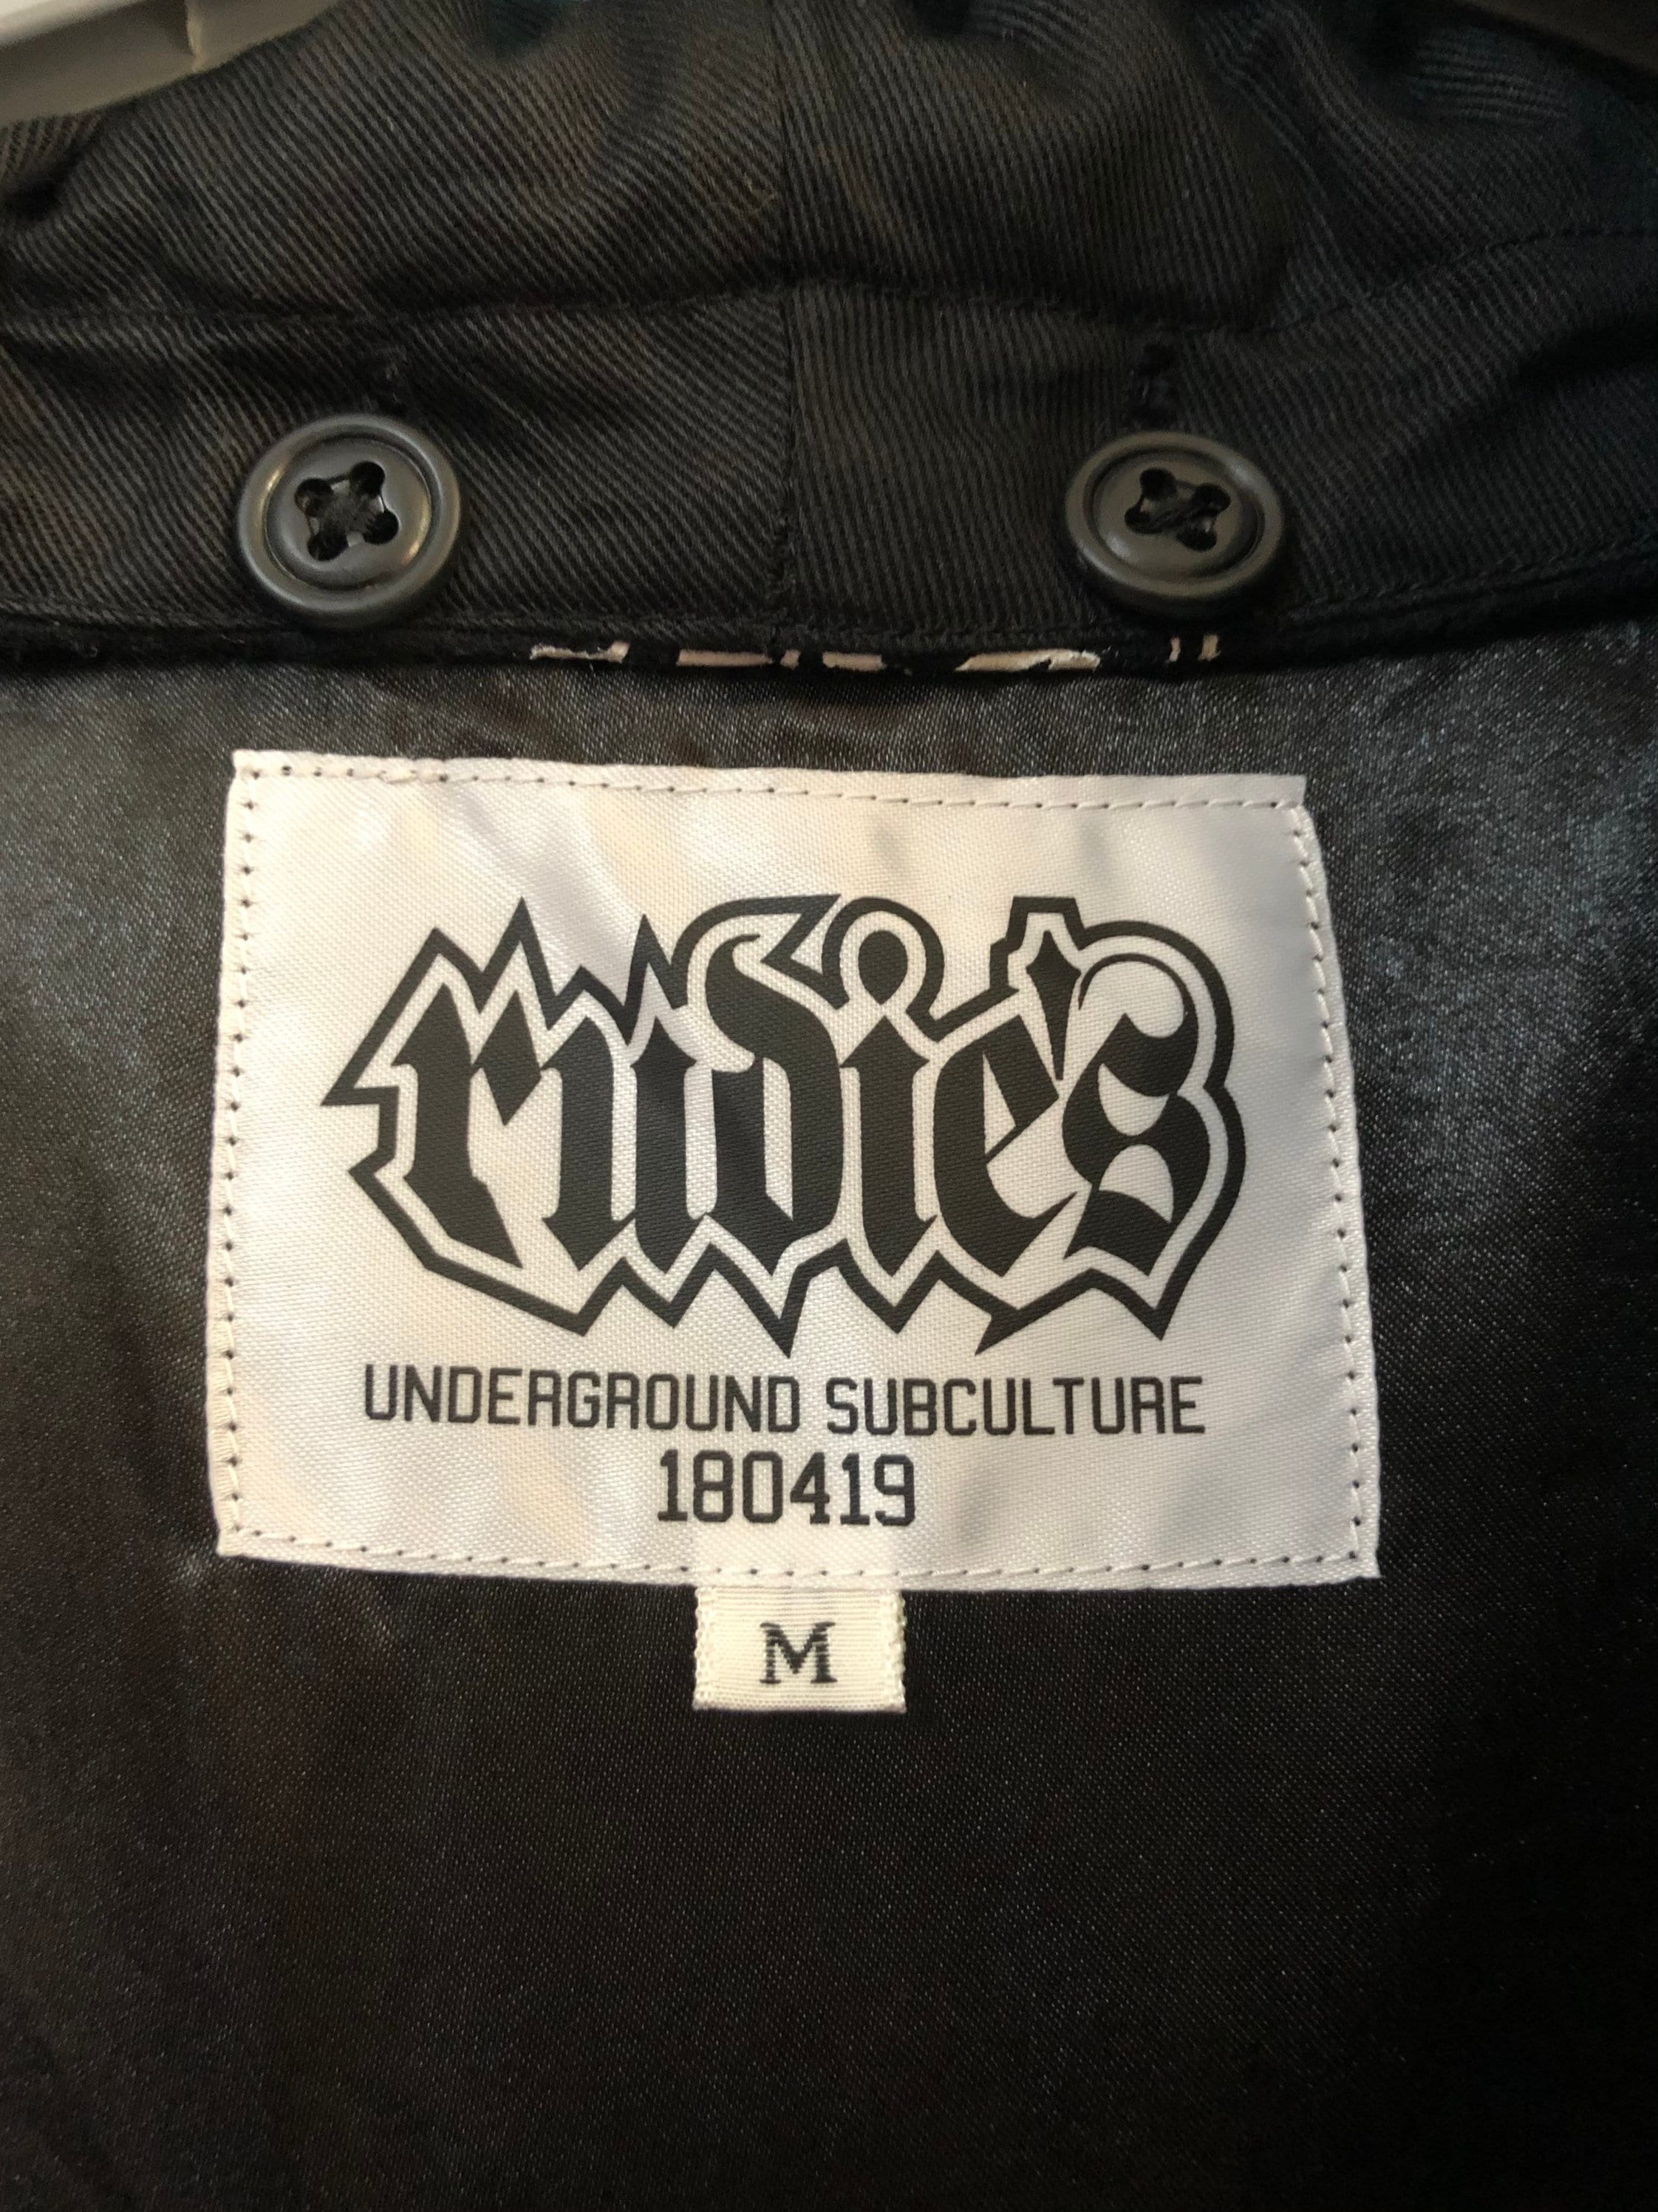 rudie's
UNDERGROUND SUBCULTURE
180419
M